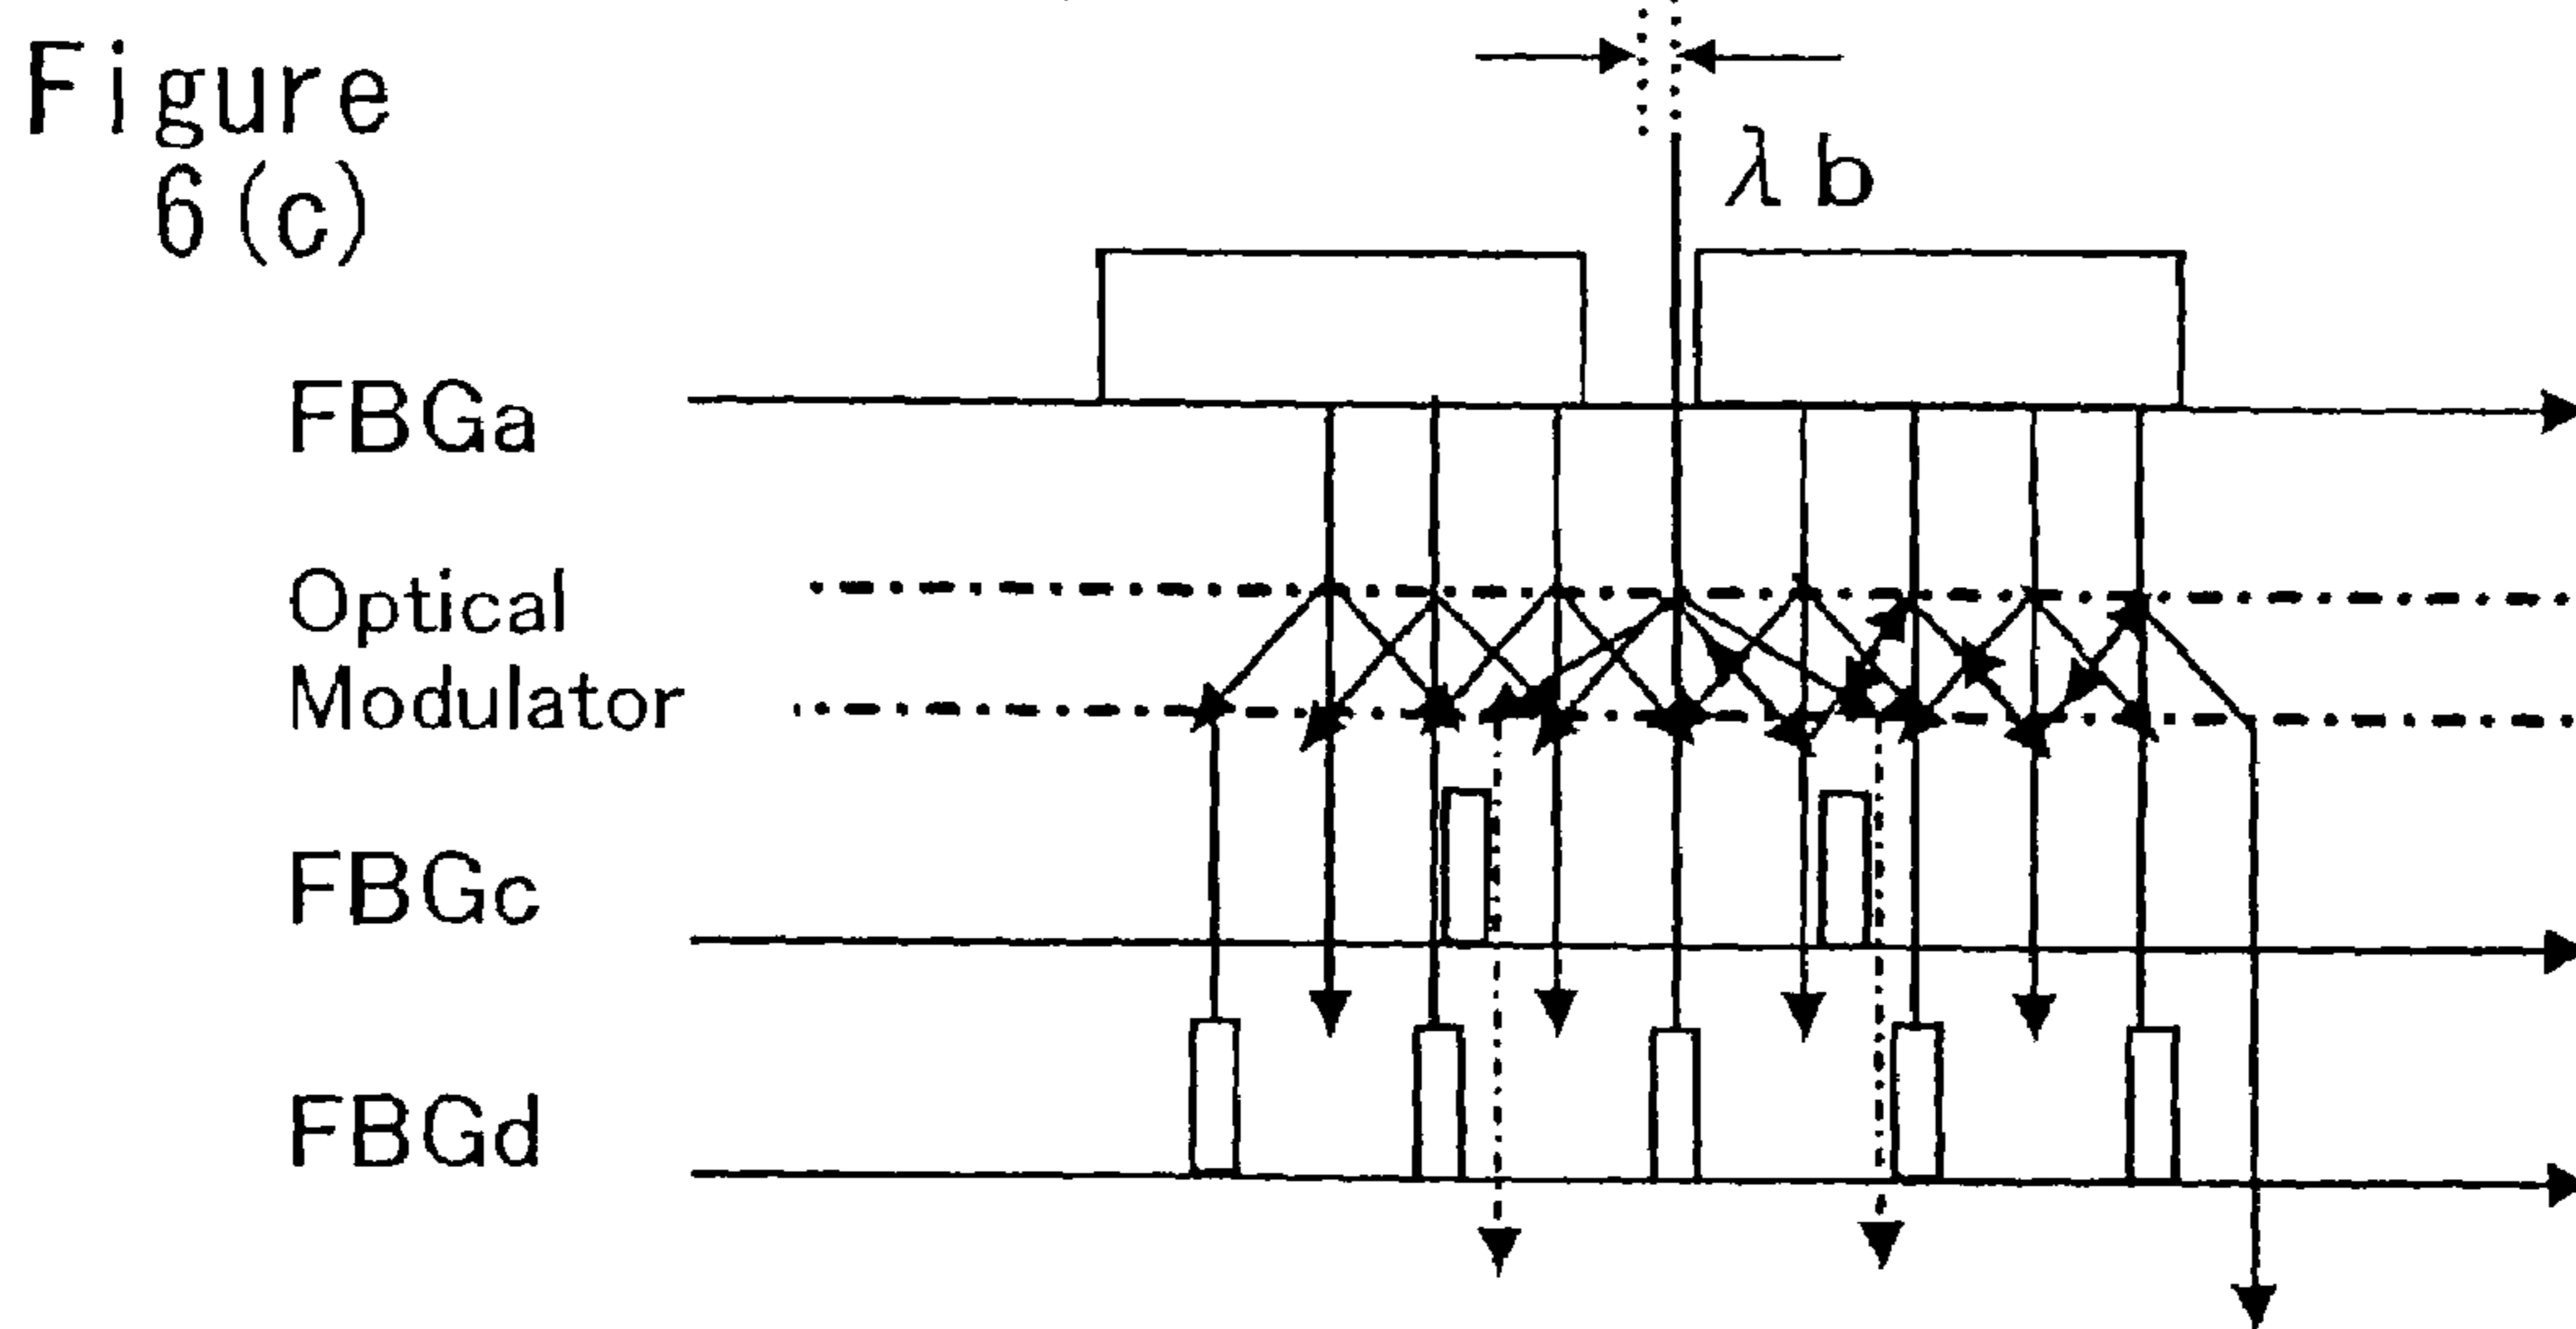 Figure
6(c)
λb
FBGa
Optical
Modulator
FBGc
FBGd